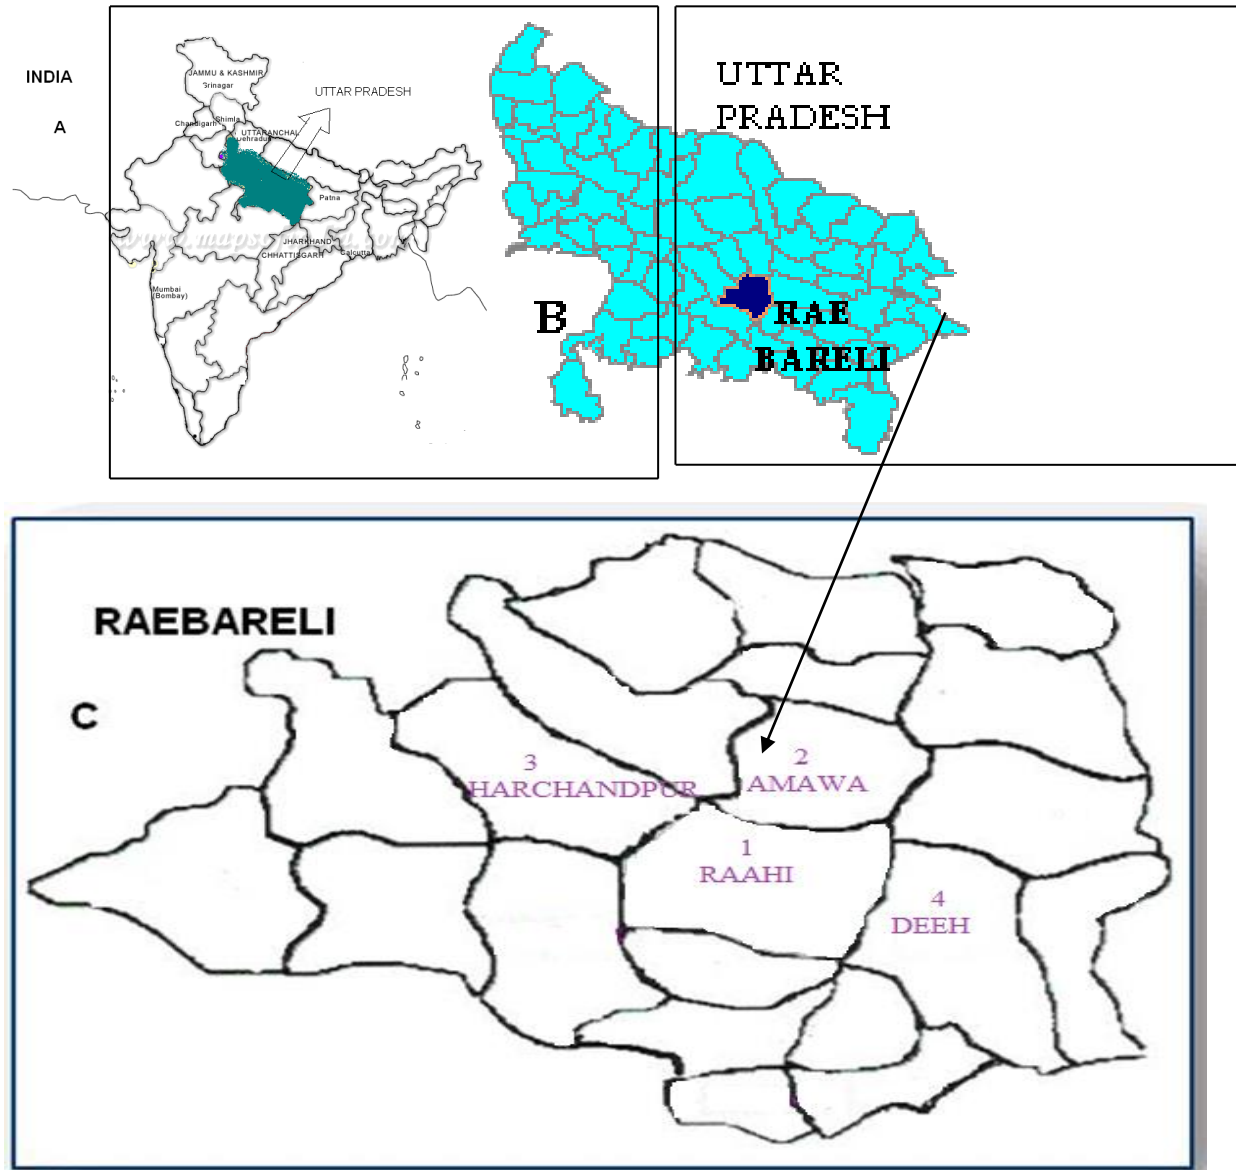 INDIA
A
JAMMU & KASHMIR
Srinagar
Shimla
Chandigarh
UTTARANCHAL
Dehradun
UTTAR PRADESH
Patna
JHARKHAND
CHHATTISGARH
Calcutta
Mumbai
(Bombay)
UTTAR
PRADESH
B
RAE
BARELI
RAEBARELI
C
3
HARCHANDPUR
2
AMAWA
1
RAAHI
4
DEEH